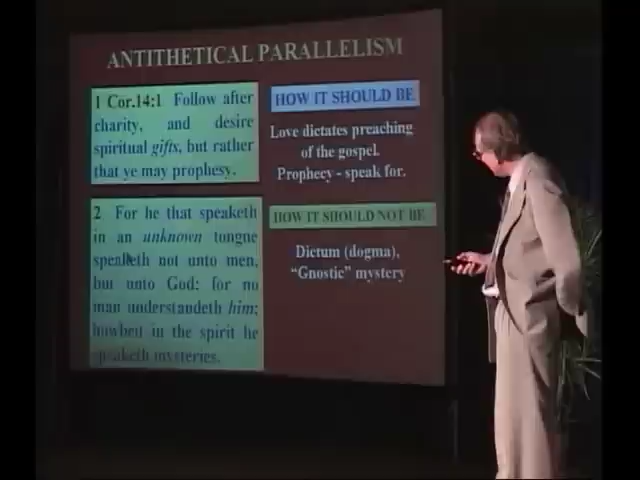 ANTITHETICAL PARALLELISM
1 Cor.14:1 Follow after
charity, and desire
spiritual gifts, but rather
that ye may prophesy.
HOW IT SHOULD BE
Love dictates preaching
of the gospel.
Prophecy - speak for.
2 For he that speaketh
in an unknown tongue
speaketh not unto men,
but unto God: for no
man understandeth him;
howbeit in the spirit he
speaketh mysteries.
HOW IT SHOULD NOT BE
Dictum (dogma),
"Gnostic" mystery